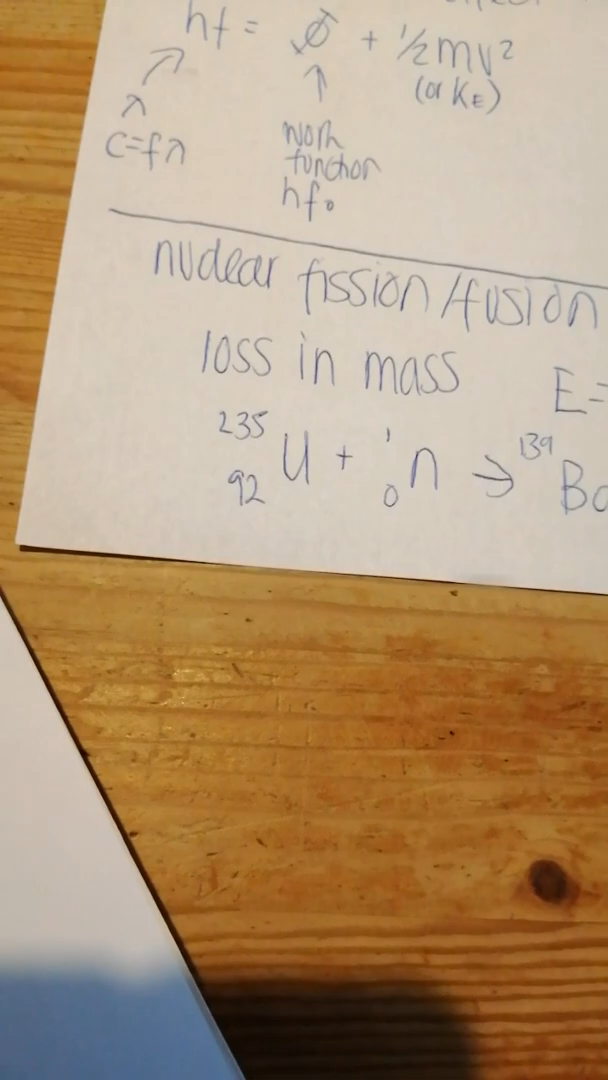 hf = Ø + ½mv²
(or KE)
λ
c=fλ
work
function
hf₀
nuclear fission/fusion
loss in mass E=
²³⁵₉₂U + ¹₀n → ¹³⁹Ba